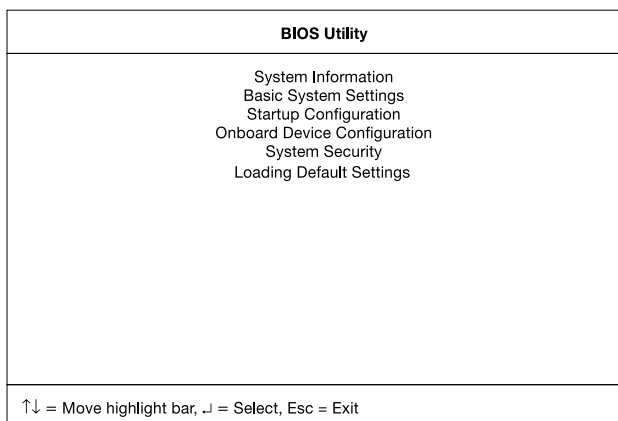 BIOS Utility
System Information
Basic System Settings
Startup Configuration
Onboard Device Configuration
System Security
Loading Default Settings
↑↓ = Move highlight bar, ↵ = Select, Esc = Exit